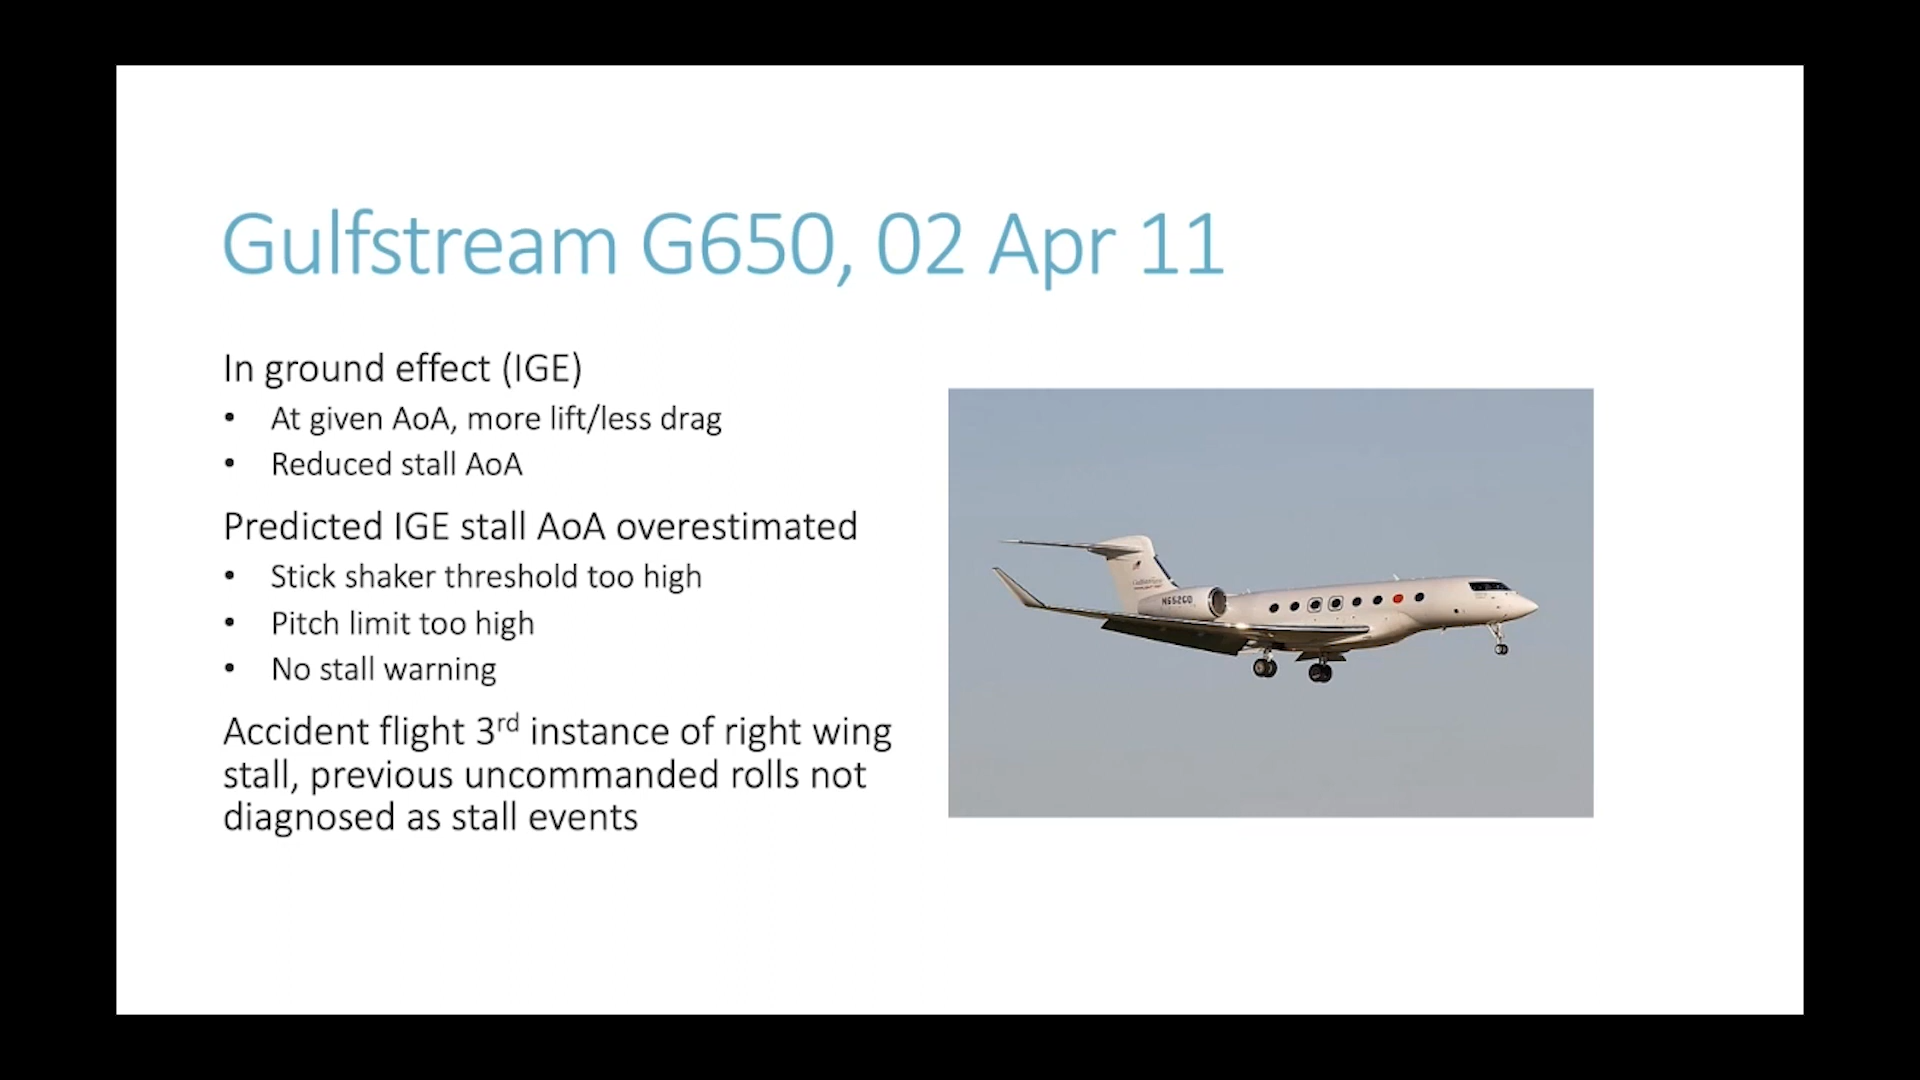 Gulfstream G650, 02 Apr 11
In ground effect (IGE)
• At given AoA, more lift/less drag
• Reduced stall AoA
Predicted IGE stall AoA overestimated
• Stick shaker threshold too high
• Pitch limit too high
• No stall warning
Accident flight 3rd instance of right wing
stall, previous uncommanded rolls not
diagnosed as stall events
N652GD